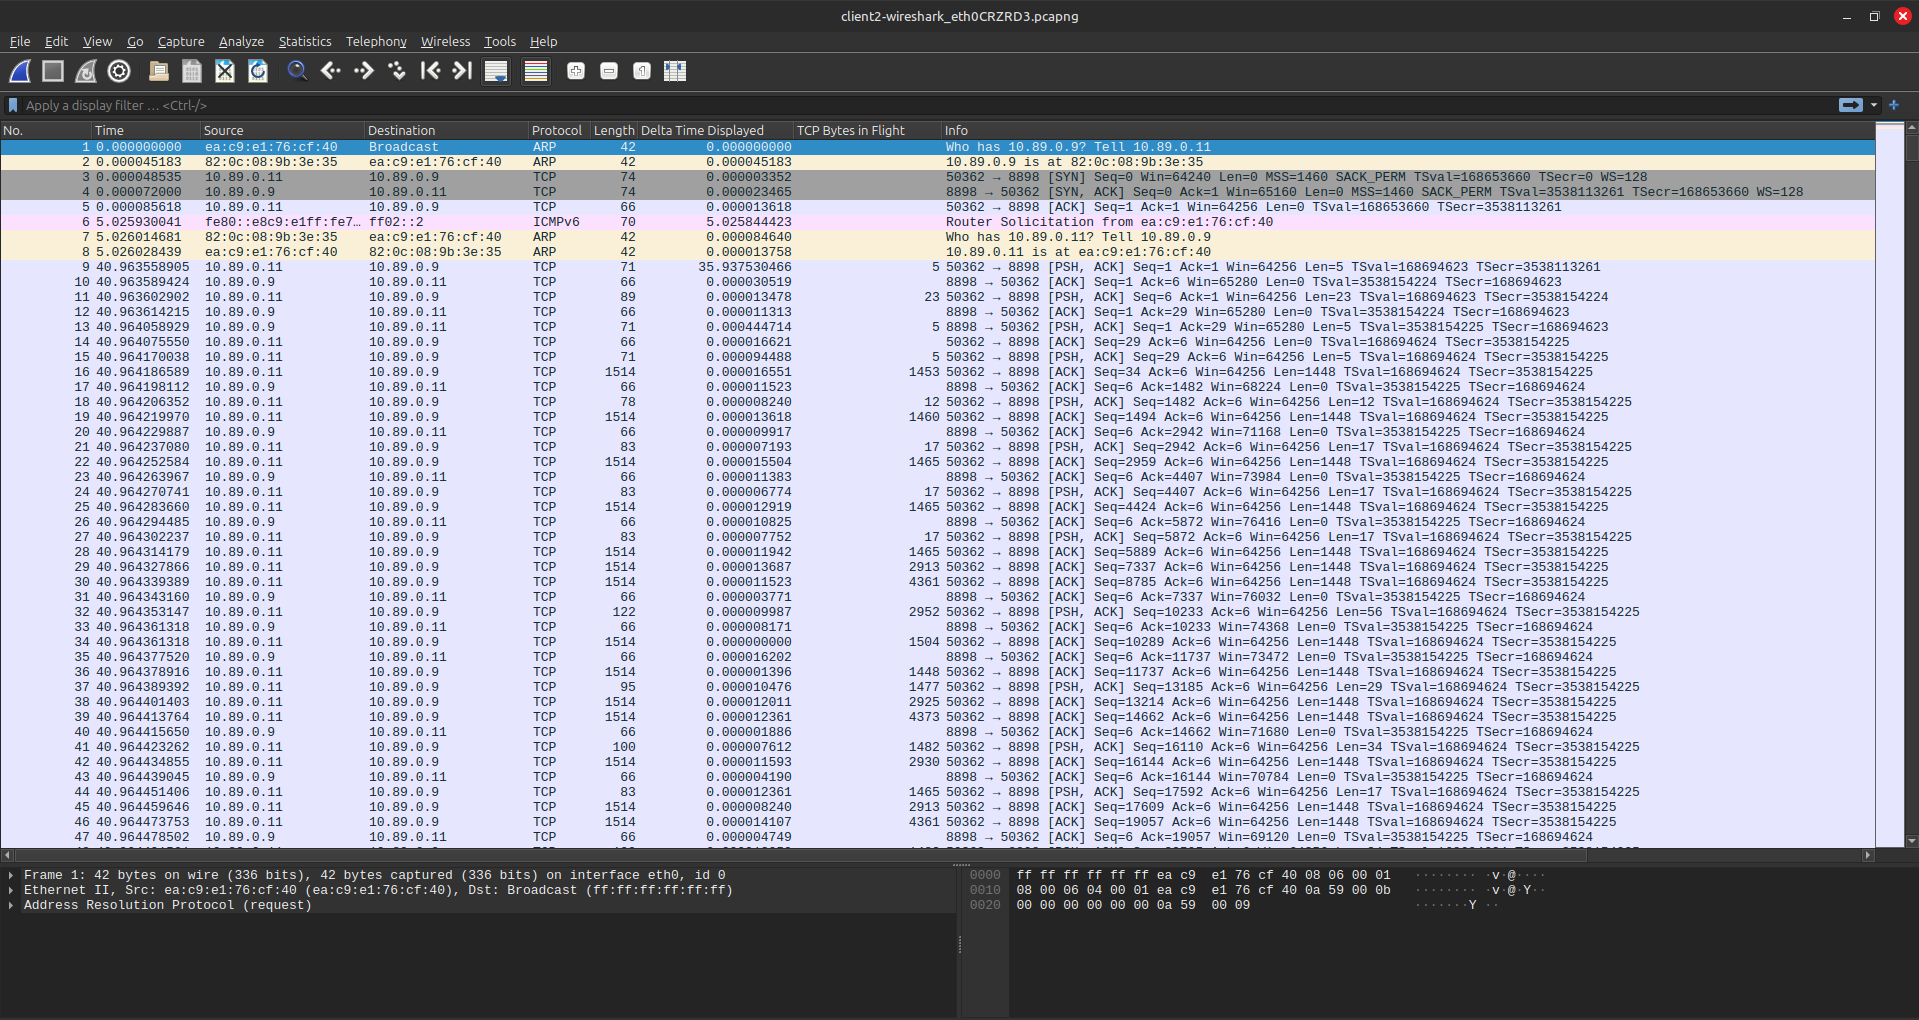 client2-wireshark_eth0CRZRD3.pcapng
File Edit View Go Capture Analyze Statistics Telephony Wireless Tools Help
Apply a display filter … <Ctrl-/>
No. Time Source Destination Protocol Length Delta Time Displayed TCP Bytes in Flight Info
1 0.000000000 ea:c9:e1:76:cf:40 Broadcast ARP 42 0.000000000 Who has 10.89.0.9? Tell 10.89.0.11
2 0.000045183 82:0c:08:9b:3e:35 ea:c9:e1:76:cf:40 ARP 42 0.000045183 10.89.0.9 is at 82:0c:08:9b:3e:35
3 0.000048535 10.89.0.11 10.89.0.9 TCP 74 0.000003352 50362 → 8898 [SYN] Seq=0 Win=64240 Len=0 MSS=1460 SACK_PERM TSval=168653660 TSecr=0 WS=128
4 0.000072000 10.89.0.9 10.89.0.11 TCP 74 0.000023465 8898 → 50362 [SYN, ACK] Seq=0 Ack=1 Win=65160 Len=0 MSS=1460 SACK_PERM TSval=3538113261 TSecr=168653660 WS=128
5 0.000085618 10.89.0.11 10.89.0.9 TCP 66 0.000013618 50362 → 8898 [ACK] Seq=1 Ack=1 Win=64256 Len=0 TSval=168653660 TSecr=3538113261
6 5.025930041 fe80::e8c9:e1ff:fe7… ff02::2 ICMPv6 70 5.025844423 Router Solicitation from ea:c9:e1:76:cf:40
7 5.026014681 82:0c:08:9b:3e:35 ea:c9:e1:76:cf:40 ARP 42 0.000084640 Who has 10.89.0.11? Tell 10.89.0.9
8 5.026028439 ea:c9:e1:76:cf:40 82:0c:08:9b:3e:35 ARP 42 0.000013758 10.89.0.11 is at ea:c9:e1:76:cf:40
9 40.963558905 10.89.0.11 10.89.0.9 TCP 71 35.937530466 5 50362 → 8898 [PSH, ACK] Seq=1 Ack=1 Win=64256 Len=5 TSval=168694623 TSecr=3538113261
10 40.963589424 10.89.0.9 10.89.0.11 TCP 66 0.000030519 8898 → 50362 [ACK] Seq=1 Ack=6 Win=65280 Len=0 TSval=3538154224 TSecr=168694623
11 40.963602902 10.89.0.11 10.89.0.9 TCP 89 0.000013478 23 50362 → 8898 [PSH, ACK] Seq=6 Ack=1 Win=64256 Len=23 TSval=168694623 TSecr=3538154224
12 40.963614215 10.89.0.9 10.89.0.11 TCP 66 0.000011313 8898 → 50362 [ACK] Seq=1 Ack=29 Win=65280 Len=0 TSval=3538154224 TSecr=168694623
13 40.964058929 10.89.0.9 10.89.0.11 TCP 71 0.000444714 5 8898 → 50362 [PSH, ACK] Seq=1 Ack=29 Win=65280 Len=5 TSval=3538154225 TSecr=168694623
14 40.964075550 10.89.0.11 10.89.0.9 TCP 66 0.000016621 50362 → 8898 [ACK] Seq=29 Ack=6 Win=64256 Len=0 TSval=168694624 TSecr=3538154225
15 40.964170038 10.89.0.11 10.89.0.9 TCP 71 0.000094488 5 50362 → 8898 [PSH, ACK] Seq=29 Ack=6 Win=64256 Len=5 TSval=168694624 TSecr=3538154225
16 40.964186589 10.89.0.11 10.89.0.9 TCP 1514 0.000016551 1453 50362 → 8898 [ACK] Seq=34 Ack=6 Win=64256 Len=1448 TSval=168694624 TSecr=3538154225
17 40.964198112 10.89.0.9 10.89.0.11 TCP 66 0.000011523 8898 → 50362 [ACK] Seq=6 Ack=1482 Win=68224 Len=0 TSval=3538154225 TSecr=168694624
18 40.964206352 10.89.0.11 10.89.0.9 TCP 78 0.000008240 12 50362 → 8898 [PSH, ACK] Seq=1482 Ack=6 Win=64256 Len=12 TSval=168694624 TSecr=3538154225
19 40.964219970 10.89.0.11 10.89.0.9 TCP 1514 0.000013618 1460 50362 → 8898 [ACK] Seq=1494 Ack=6 Win=64256 Len=1448 TSval=168694624 TSecr=3538154225
20 40.964229887 10.89.0.9 10.89.0.11 TCP 66 0.000009917 8898 → 50362 [ACK] Seq=6 Ack=2942 Win=71168 Len=0 TSval=3538154225 TSecr=168694624
21 40.964237080 10.89.0.11 10.89.0.9 TCP 83 0.000007193 17 50362 → 8898 [PSH, ACK] Seq=2942 Ack=6 Win=64256 Len=17 TSval=168694624 TSecr=3538154225
22 40.964252584 10.89.0.11 10.89.0.9 TCP 1514 0.000015504 1465 50362 → 8898 [ACK] Seq=2959 Ack=6 Win=64256 Len=1448 TSval=168694624 TSecr=3538154225
23 40.964263967 10.89.0.9 10.89.0.11 TCP 66 0.000011383 8898 → 50362 [ACK] Seq=6 Ack=4407 Win=73984 Len=0 TSval=3538154225 TSecr=168694624
24 40.964270741 10.89.0.11 10.89.0.9 TCP 83 0.000006774 17 50362 → 8898 [PSH, ACK] Seq=4407 Ack=6 Win=64256 Len=17 TSval=168694624 TSecr=3538154225
25 40.964283660 10.89.0.11 10.89.0.9 TCP 1514 0.000012919 1465 50362 → 8898 [ACK] Seq=4424 Ack=6 Win=64256 Len=1448 TSval=168694624 TSecr=3538154225
26 40.964294485 10.89.0.9 10.89.0.11 TCP 66 0.000010825 8898 → 50362 [ACK] Seq=6 Ack=5872 Win=76416 Len=0 TSval=3538154225 TSecr=168694624
27 40.964302237 10.89.0.11 10.89.0.9 TCP 83 0.000007752 17 50362 → 8898 [PSH, ACK] Seq=5872 Ack=6 Win=64256 Len=17 TSval=168694624 TSecr=3538154225
28 40.964314179 10.89.0.11 10.89.0.9 TCP 1514 0.000011942 1465 50362 → 8898 [ACK] Seq=5889 Ack=6 Win=64256 Len=1448 TSval=168694624 TSecr=3538154225
29 40.964327866 10.89.0.11 10.89.0.9 TCP 1514 0.000013687 2913 50362 → 8898 [ACK] Seq=7337 Ack=6 Win=64256 Len=1448 TSval=168694624 TSecr=3538154225
30 40.964339389 10.89.0.11 10.89.0.9 TCP 1514 0.000011523 4361 50362 → 8898 [ACK] Seq=8785 Ack=6 Win=64256 Len=1448 TSval=168694624 TSecr=3538154225
31 40.964343160 10.89.0.9 10.89.0.11 TCP 66 0.000003771 8898 → 50362 [ACK] Seq=6 Ack=7337 Win=76032 Len=0 TSval=3538154225 TSecr=168694624
32 40.964353147 10.89.0.11 10.89.0.9 TCP 122 0.000009987 2952 50362 → 8898 [PSH, ACK] Seq=10233 Ack=6 Win=64256 Len=56 TSval=168694624 TSecr=3538154225
33 40.964361318 10.89.0.9 10.89.0.11 TCP 66 0.000008171 8898 → 50362 [ACK] Seq=6 Ack=10233 Win=74368 Len=0 TSval=3538154225 TSecr=168694624
34 40.964361318 10.89.0.11 10.89.0.9 TCP 1514 0.000000000 1504 50362 → 8898 [ACK] Seq=10289 Ack=6 Win=64256 Len=1448 TSval=168694624 TSecr=3538154225
35 40.964377520 10.89.0.9 10.89.0.11 TCP 66 0.000016202 8898 → 50362 [ACK] Seq=6 Ack=11737 Win=73472 Len=0 TSval=3538154225 TSecr=168694624
36 40.964378916 10.89.0.11 10.89.0.9 TCP 1514 0.000001396 1448 50362 → 8898 [ACK] Seq=11737 Ack=6 Win=64256 Len=1448 TSval=168694624 TSecr=3538154225
37 40.964389392 10.89.0.11 10.89.0.9 TCP 95 0.000010476 1477 50362 → 8898 [PSH, ACK] Seq=13185 Ack=6 Win=64256 Len=29 TSval=168694624 TSecr=3538154225
38 40.964401403 10.89.0.11 10.89.0.9 TCP 1514 0.000012011 2925 50362 → 8898 [ACK] Seq=13214 Ack=6 Win=64256 Len=1448 TSval=168694624 TSecr=3538154225
39 40.964413764 10.89.0.11 10.89.0.9 TCP 1514 0.000012361 4373 50362 → 8898 [ACK] Seq=14662 Ack=6 Win=64256 Len=1448 TSval=168694624 TSecr=3538154225
40 40.964415650 10.89.0.9 10.89.0.11 TCP 66 0.000001886 8898 → 50362 [ACK] Seq=6 Ack=14662 Win=71680 Len=0 TSval=3538154225 TSecr=168694624
41 40.964423262 10.89.0.11 10.89.0.9 TCP 100 0.000007612 1482 50362 → 8898 [PSH, ACK] Seq=16110 Ack=6 Win=64256 Len=34 TSval=168694624 TSecr=3538154225
42 40.964434855 10.89.0.11 10.89.0.9 TCP 1514 0.000011593 2930 50362 → 8898 [ACK] Seq=16144 Ack=6 Win=64256 Len=1448 TSval=168694624 TSecr=3538154225
43 40.964439045 10.89.0.9 10.89.0.11 TCP 66 0.000004190 8898 → 50362 [ACK] Seq=6 Ack=16144 Win=70784 Len=0 TSval=3538154225 TSecr=168694624
44 40.964451406 10.89.0.11 10.89.0.9 TCP 83 0.000012361 1465 50362 → 8898 [PSH, ACK] Seq=17592 Ack=6 Win=64256 Len=17 TSval=168694624 TSecr=3538154225
45 40.964459646 10.89.0.11 10.89.0.9 TCP 1514 0.000008240 2913 50362 → 8898 [ACK] Seq=17609 Ack=6 Win=64256 Len=1448 TSval=168694624 TSecr=3538154225
46 40.964473753 10.89.0.11 10.89.0.9 TCP 1514 0.000014107 4361 50362 → 8898 [ACK] Seq=19057 Ack=6 Win=64256 Len=1448 TSval=168694624 TSecr=3538154225
47 40.964478502 10.89.0.9 10.89.0.11 TCP 66 0.000004749 8898 → 50362 [ACK] Seq=6 Ack=19057 Win=69120 Len=0 TSval=3538154225 TSecr=168694624
Frame 1: 42 bytes on wire (336 bits), 42 bytes captured (336 bits) on interface eth0, id 0
Ethernet II, Src: ea:c9:e1:76:cf:40 (ea:c9:e1:76:cf:40), Dst: Broadcast (ff:ff:ff:ff:ff:ff)
Address Resolution Protocol (request)
0000 ff ff ff ff ff ff ea c9 e1 76 cf 40 08 06 00 01 ········ ·v·@····
0010 08 00 06 04 00 01 ea c9 e1 76 cf 40 0a 59 00 0b ········ ·v·@·Y··
0020 00 00 00 00 00 00 0a 59 00 09 ·······Y ··